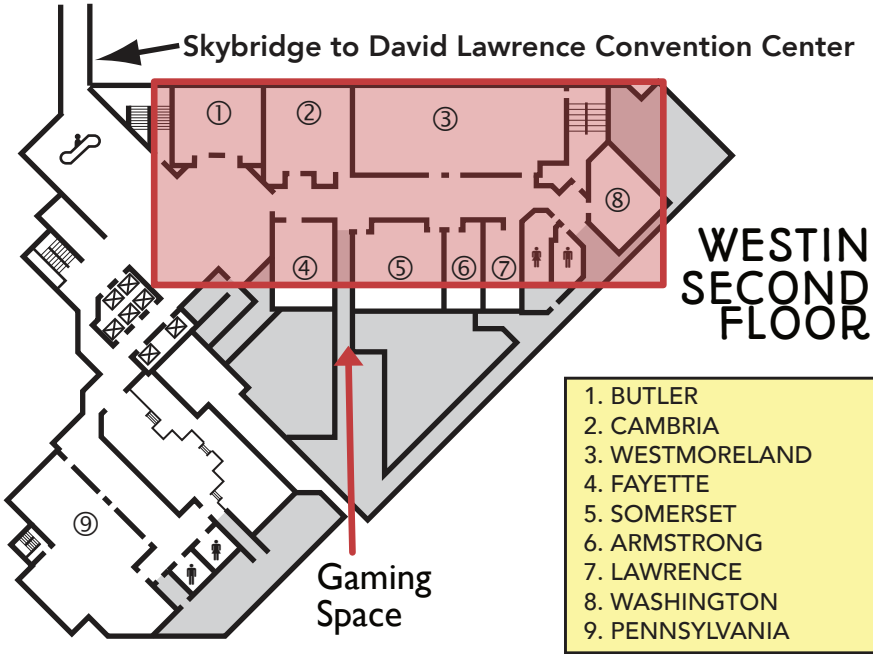 Skybridge to David Lawrence Convention Center
①
②
③
⑧
④
⑤
⑥
⑦
WESTIN
SECOND
FLOOR
1. BUTLER
2. CAMBRIA
3. WESTMORELAND
4. FAYETTE
5. SOMERSET
6. ARMSTRONG
7. LAWRENCE
8. WASHINGTON
9. PENNSYLVANIA
⑨
Gaming
Space